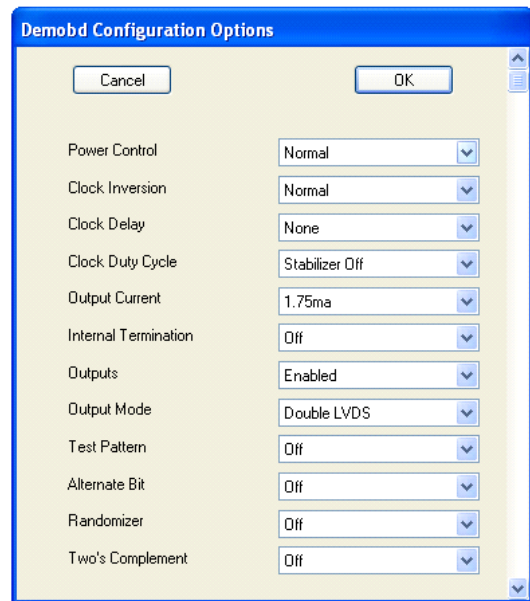 Demobd Configuration Options
Cancel OK
Power Control Normal
Clock Inversion Normal
Clock Delay None
Clock Duty Cycle Stabilizer Off
Output Current 1.75ma
Internal Termination Off
Outputs Enabled
Output Mode Double LVDS
Test Pattern Off
Alternate Bit Off
Randomizer Off
Two's Complement Off